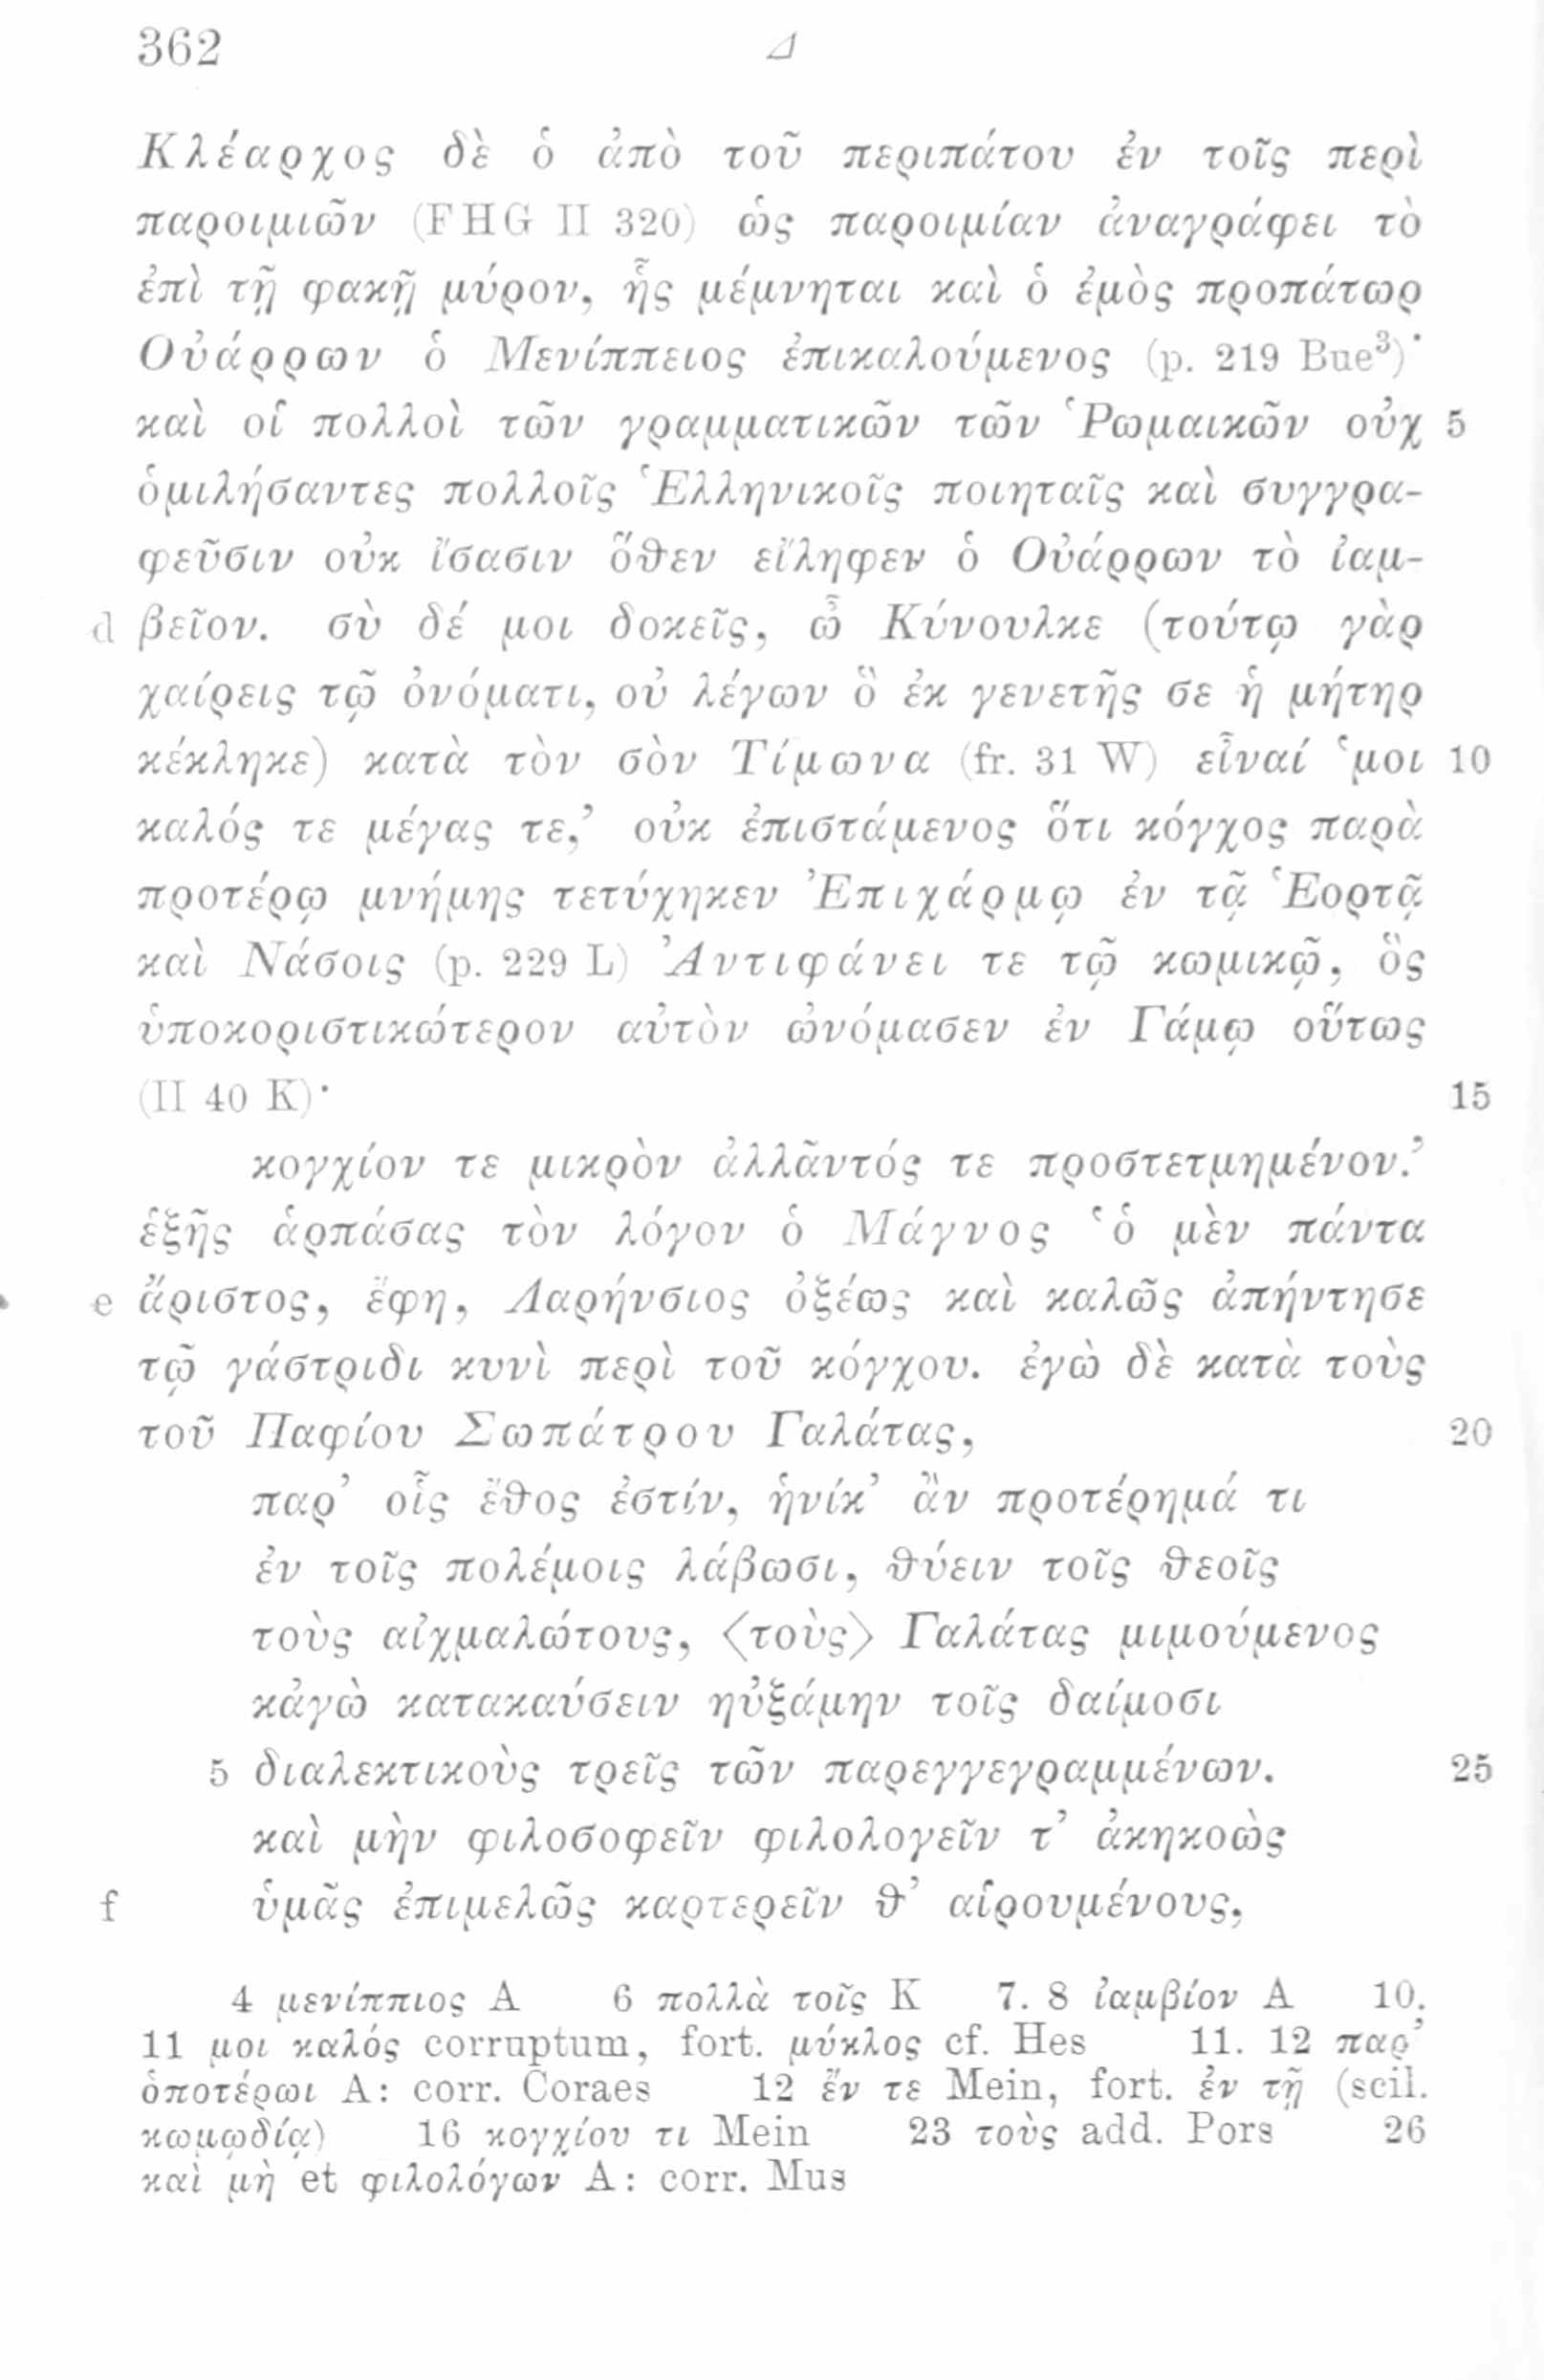 362 Δ
Κλέαρχος δὲ ὁ ἀπὸ τοῦ περιπάτου ἐν τοῖς περὶ
παροιμιῶν (FHG II 320) ὡς παροιμίαν ἀναγράφει τὸ
ἐπὶ τῇ φακῇ μύρον, ἧς μέμνηται καὶ ὁ ἐμὸς προπάτωρ
Οὐάρρων ὁ Μενίππειος ἐπικαλούμενος (p. 219 Bue³)·
καὶ οἱ πολλοὶ τῶν γραμματικῶν τῶν Ῥωμαικῶν οὐχ 5
ὁμιλήσαντες πολλοῖς Ἑλληνικοῖς ποιηταῖς καὶ συγγρα-
φεῦσιν οὐκ ἴσασιν ὅθεν εἴληφεν ὁ Οὐάρρων τὸ ἰαμ-
d βεῖον. σὺ δέ μοι δοκεῖς, ὦ Κύνουλκε (τούτῳ γὰρ
χαίρεις τῷ ὀνόματι, οὐ λέγων ὃ ἐκ γενετῆς σε ἡ μήτηρ
κέκληκε) κατὰ τὸν σὸν Τίμωνα (fr. 31 W) εἶναί ‘μοι 10
καλός τε μέγας τε,’ οὐκ ἐπιστάμενος ὅτι κόγχος παρὰ
προτέρῳ μνήμης τετύχηκεν Ἐπιχάρμῳ ἐν τᾷ Ἑορτᾷ
καὶ Νάσοις (p. 229 L) Ἀντιφάνει τε τῷ κωμικῷ, ὃς
ὑποκοριστικώτερον αὐτὸν ὠνόμασεν ἐν Γάμῳ οὕτως
(II 40 K)· 15
κογχίον τε μικρὸν ἀλλᾶντός τε προστετμημένον.’
ἑξῆς ἁρπάσας τὸν λόγον ὁ Μάγνος ‘ὁ μὲν πάντα
e ἄριστος, ἔφη, Λαρήνσιος ὀξέως καὶ καλῶς ἀπήντησε
τῷ γάστριδι κυνὶ περὶ τοῦ κόγχου. ἐγὼ δὲ κατὰ τοὺς
τοῦ Παφίου Σωπάτρου Γαλάτας, 20
παρ’ οἷς ἔθος ἐστίν, ἡνίκ’ ἂν προτέρημά τι
ἐν τοῖς πολέμοις λάβωσι, θύειν τοῖς θεοῖς
τοὺς αἰχμαλώτους, ⟨τοὺς⟩ Γαλάτας μιμούμενος
κἀγὼ κατακαύσειν ηὐξάμην τοῖς δαίμοσι
5 διαλεκτικοὺς τρεῖς τῶν παρεγγεγραμμένων. 25
καὶ μὴν φιλοσοφεῖν φιλολογεῖν τ’ ἀκηκοὼς
f ὑμᾶς ἐπιμελῶς καρτερεῖν θ’ αἱρουμένους,
4 μενίππιος A 6 πολλὰ τοῖς K 7. 8 ἰαμβίον A 10.
11 μοι καλός corruptum, fort. μύκλος cf. Hes 11. 12 παρ’
ὁποτέρωι A: corr. Coraes 12 ἔν τε Mein, fort. ἐν τῇ (scil.
κωμῳδίᾳ) 16 κογχίου τι Mein 23 τοὺς add. Pors 26
καὶ μὴ et φιλολόγων A: corr. Mus